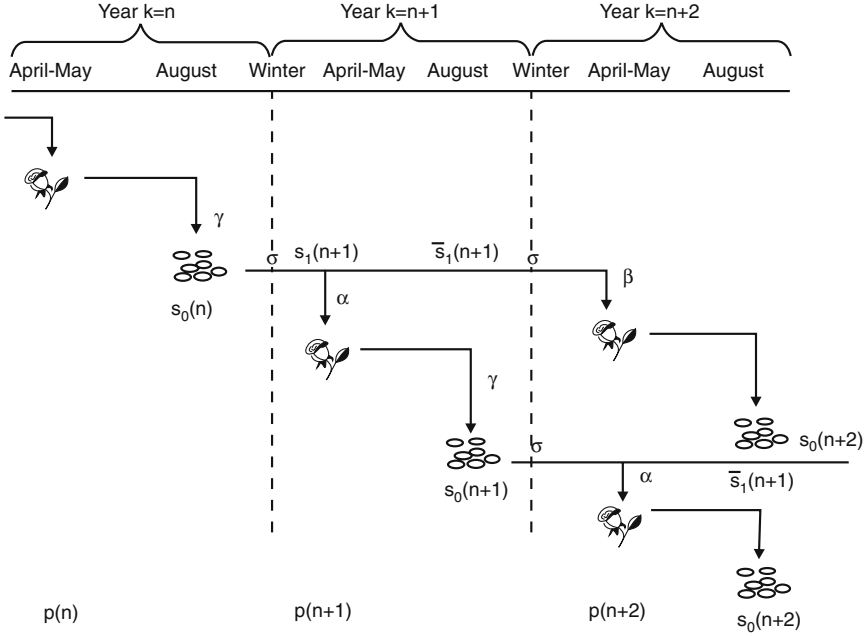 Year k=n Year k=n+1 Year k=n+2
April-May August Winter April-May August Winter April-May August
γ
σ s₁(n+1) s̅₁(n+1) σ
s₀(n) α β
γ
σ s₀(n+2)
s₀(n+1) α s̅₁(n+1)
p(n) p(n+1) p(n+2) s₀(n+2)